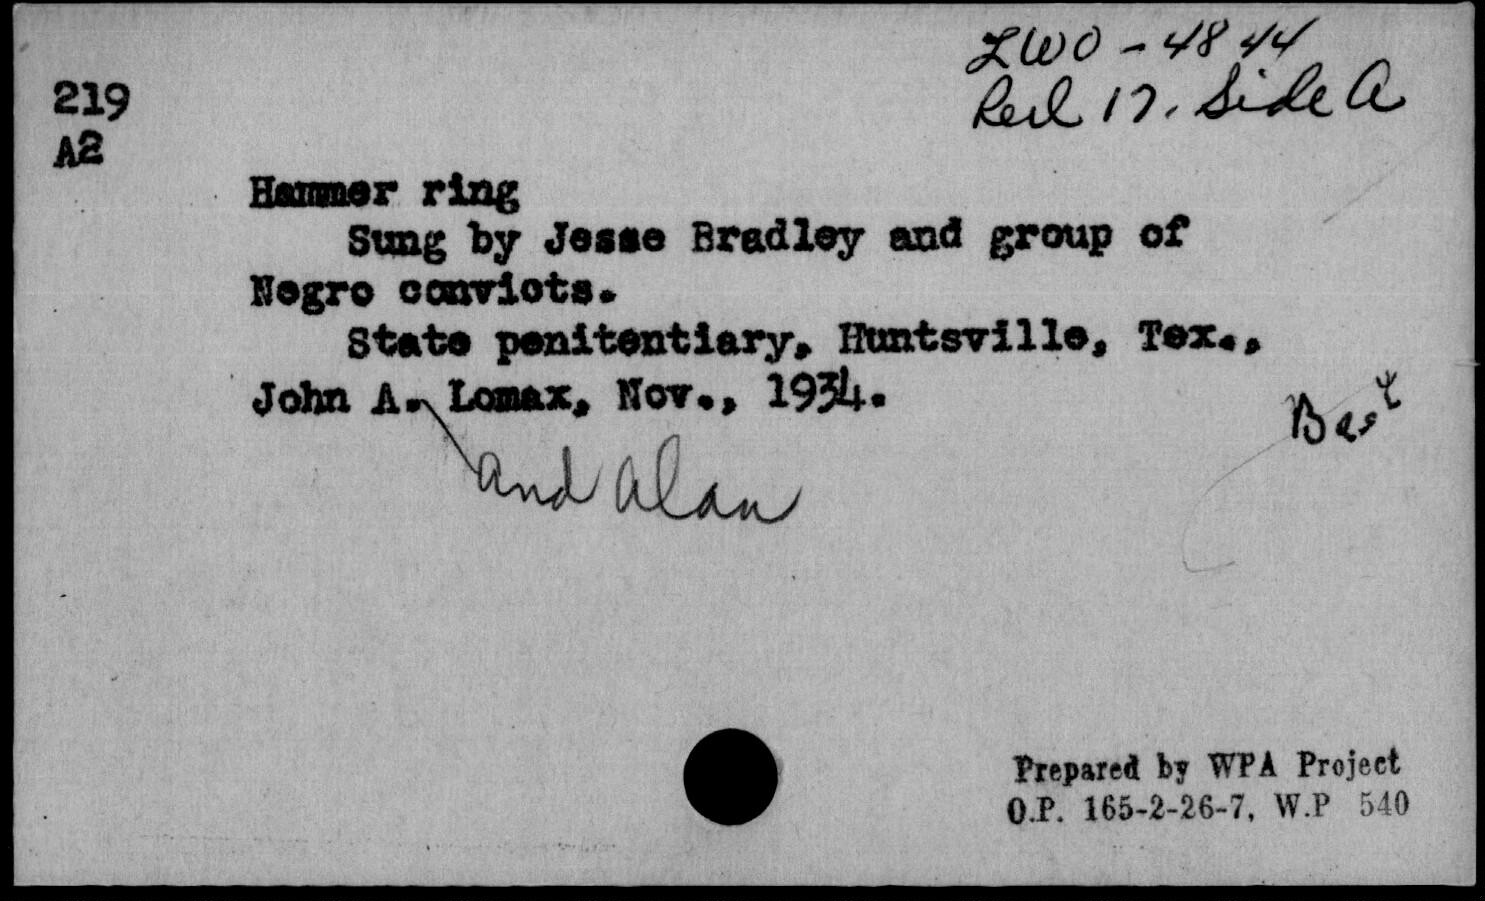 LWO - 4844
Reel 17. Side A
219
A2
Hammer ring
Sung by Jesse Bradley and group of
Negro convicts.
State penitentiary, Huntsville, Tex.,
John A. Lomax, Nov., 1934.
and Alan
Best
Prepared by WPA Project
O.P. 165-2-26-7, W.P 540